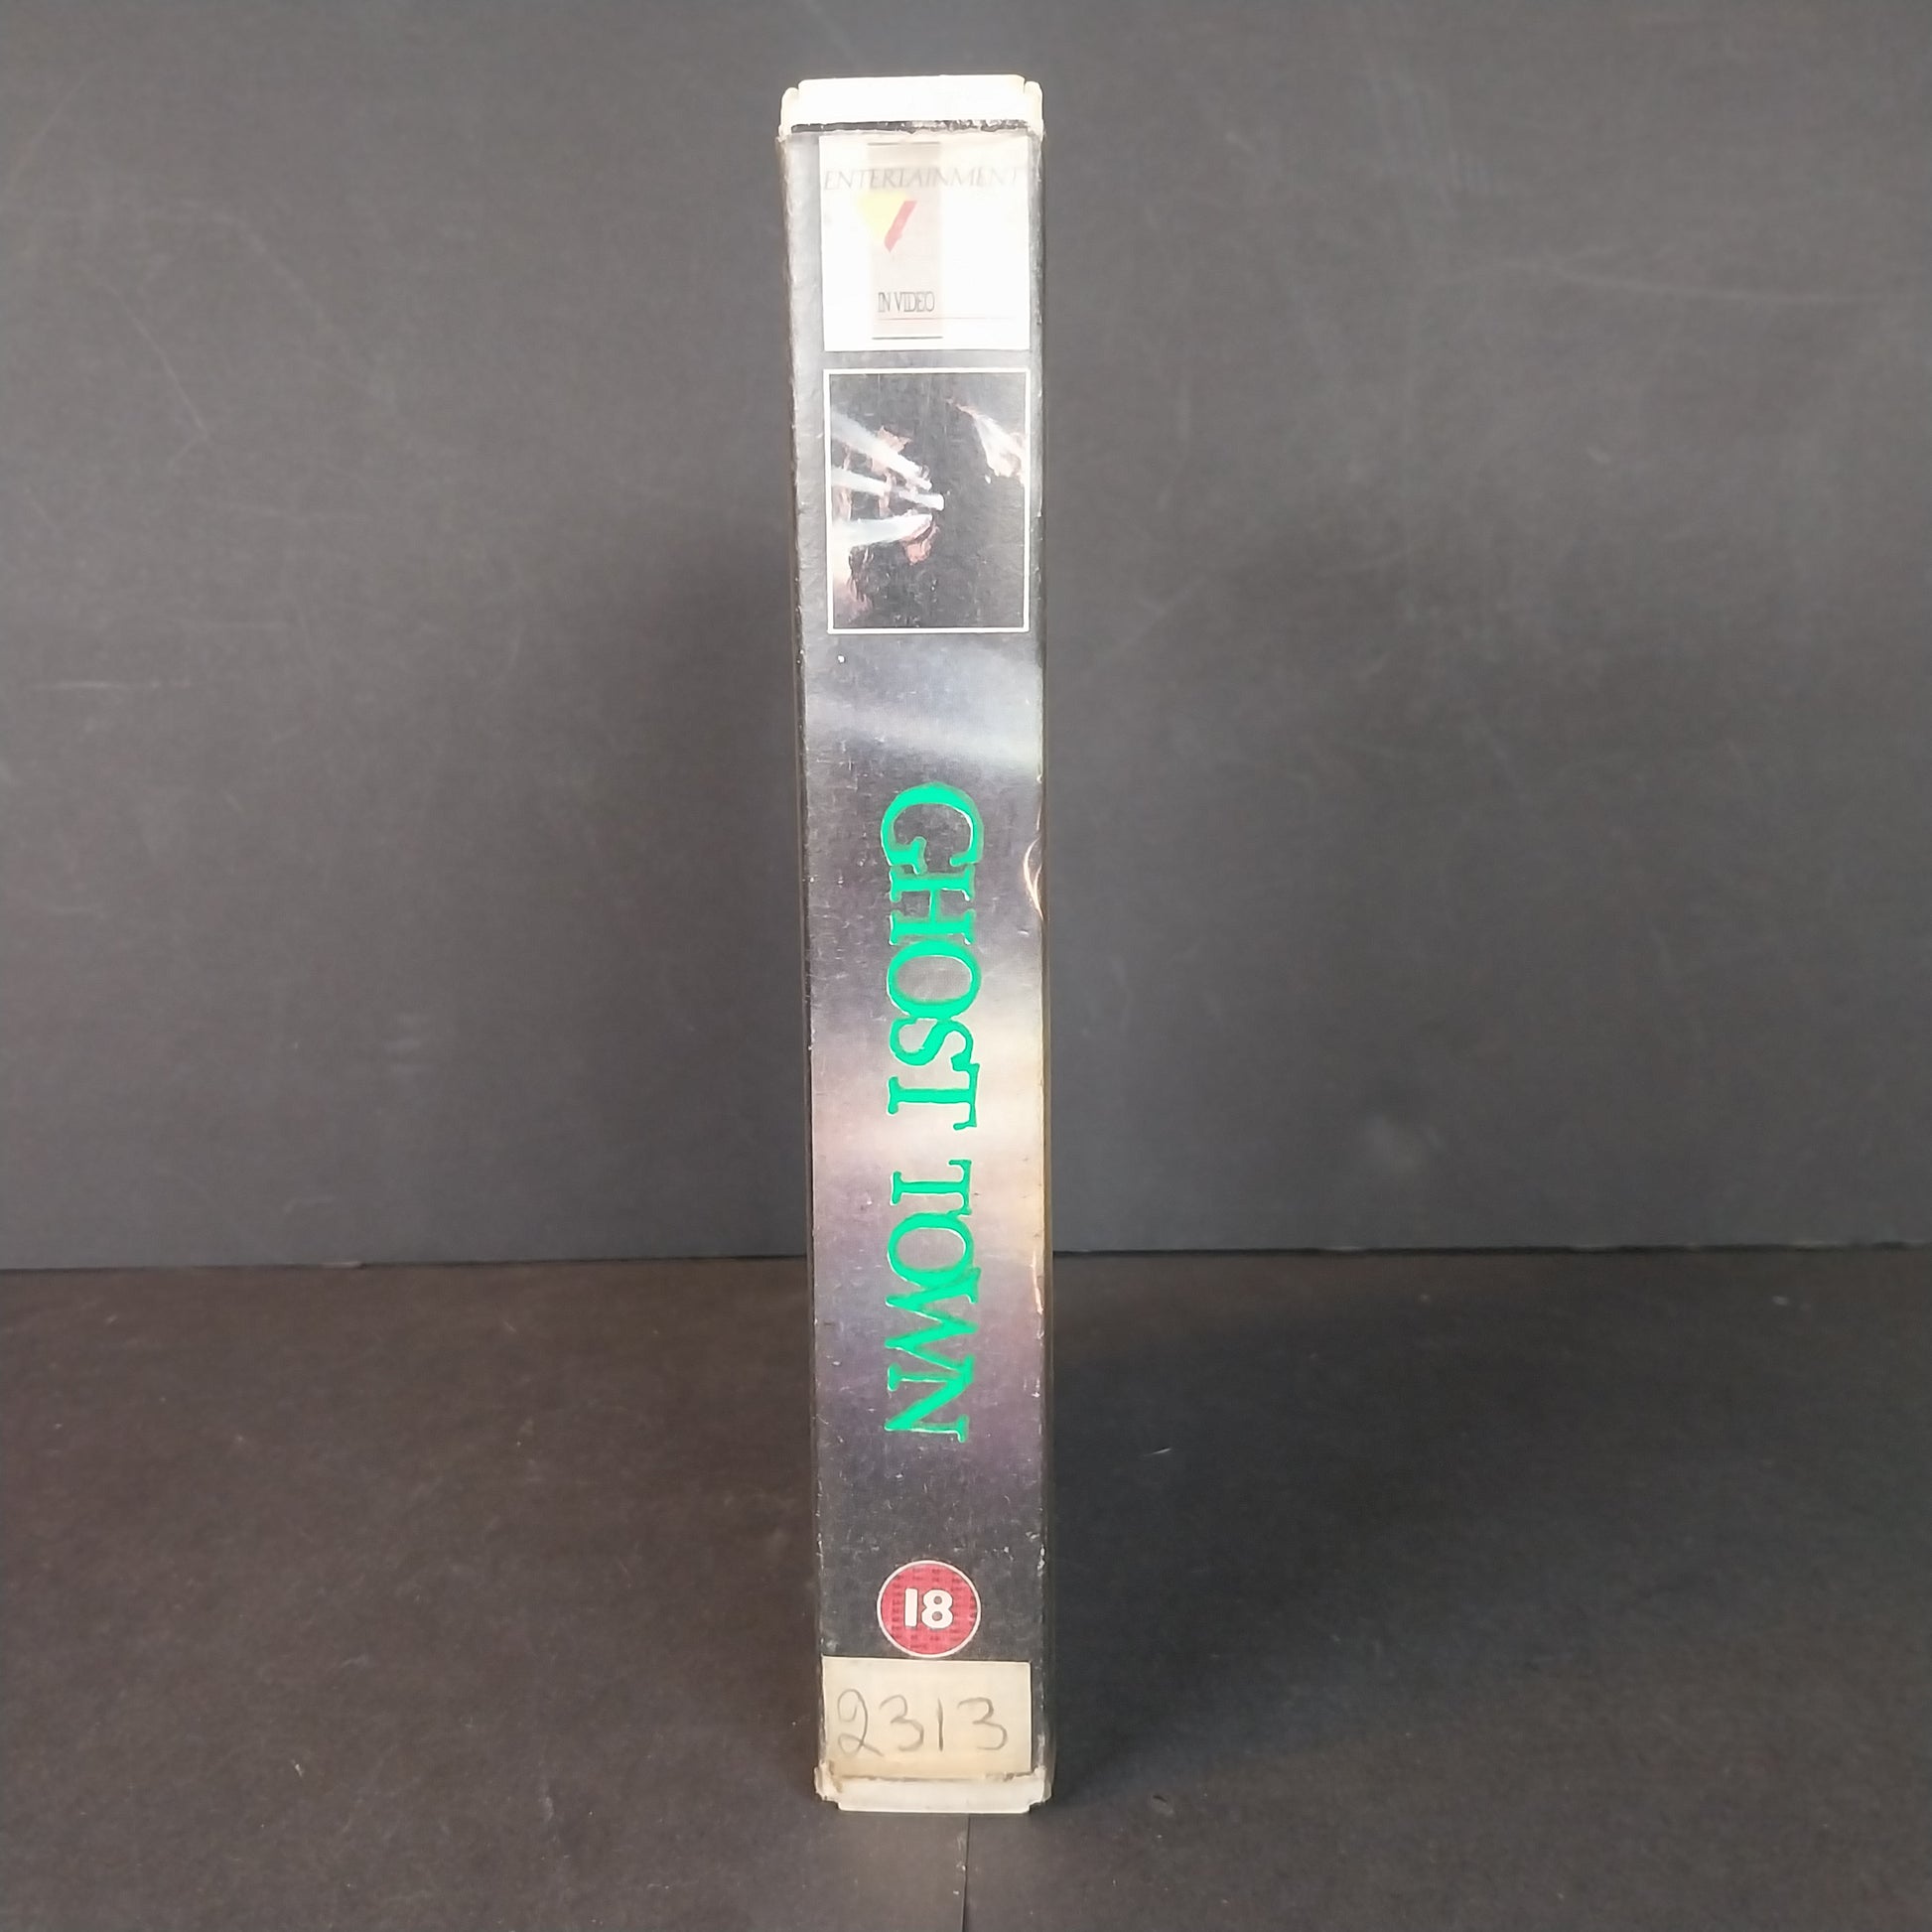 ENTERTAINMENT
IN VIDEO
GHOST TOWN
18
2313